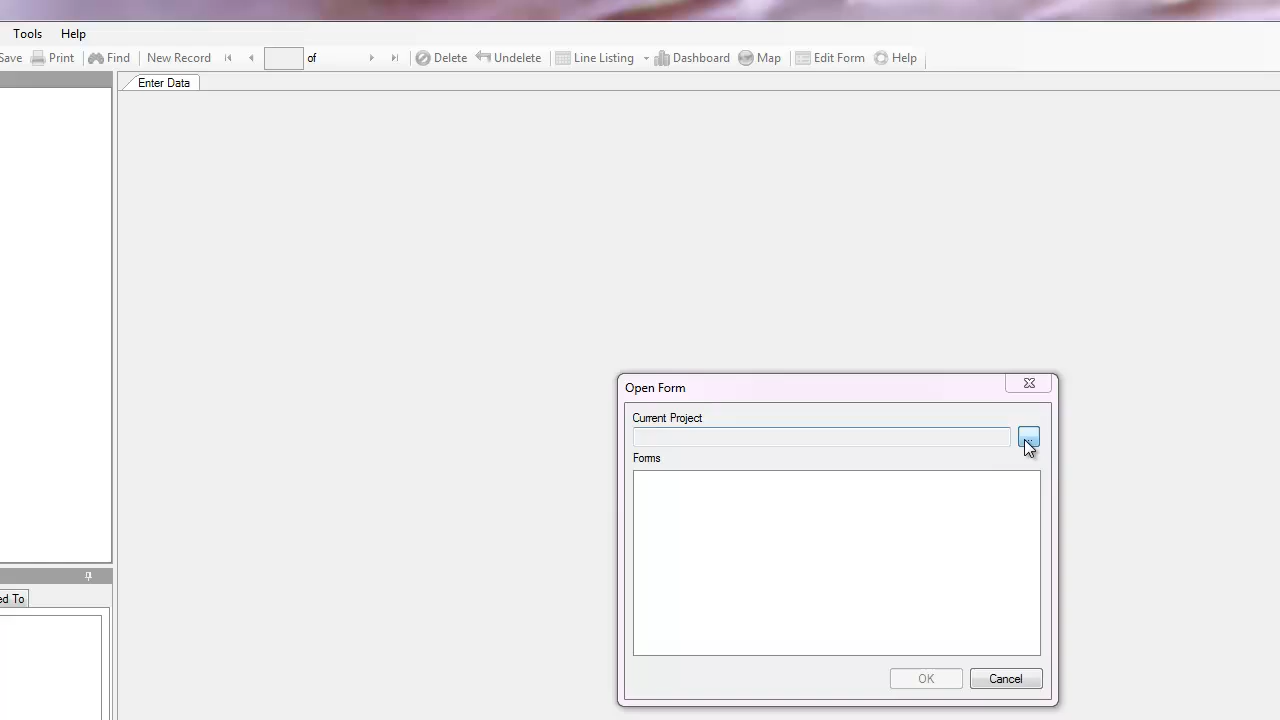 Tools Help
Save Print Find New Record of Delete Undelete Line Listing Dashboard Map Edit Form Help
Enter Data
Open Form
Current Project
...
Forms
ed To
OK Cancel